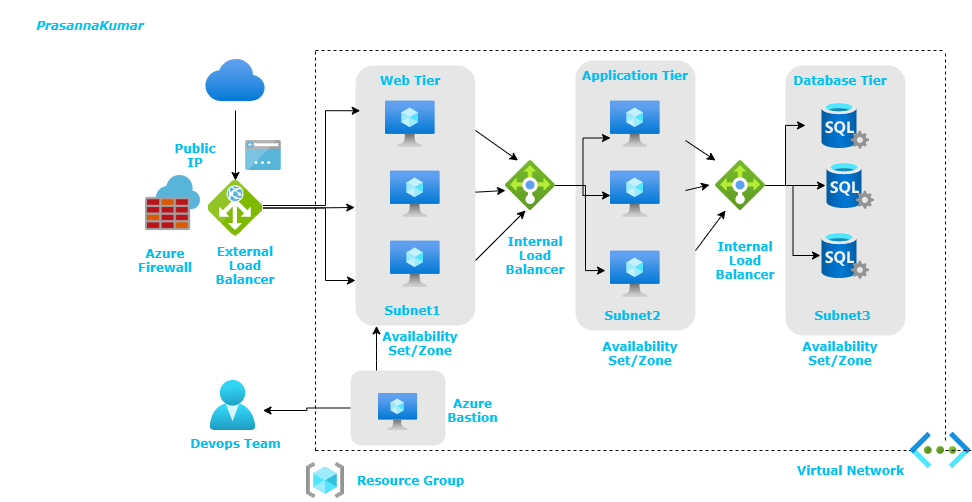 PrasannaKumar
Web Tier
Application Tier
Database Tier
Public
IP
SQL
SQL
SQL
Azure
Firewall
External
Load
Balancer
Internal
Load
Balancer
Internal
Load
Balancer
Subnet1
Subnet2
Subnet3
Availability
Set/Zone
Availability
Set/Zone
Availability
Set/Zone
Azure
Bastion
Devops Team
Resource Group
Virtual Network